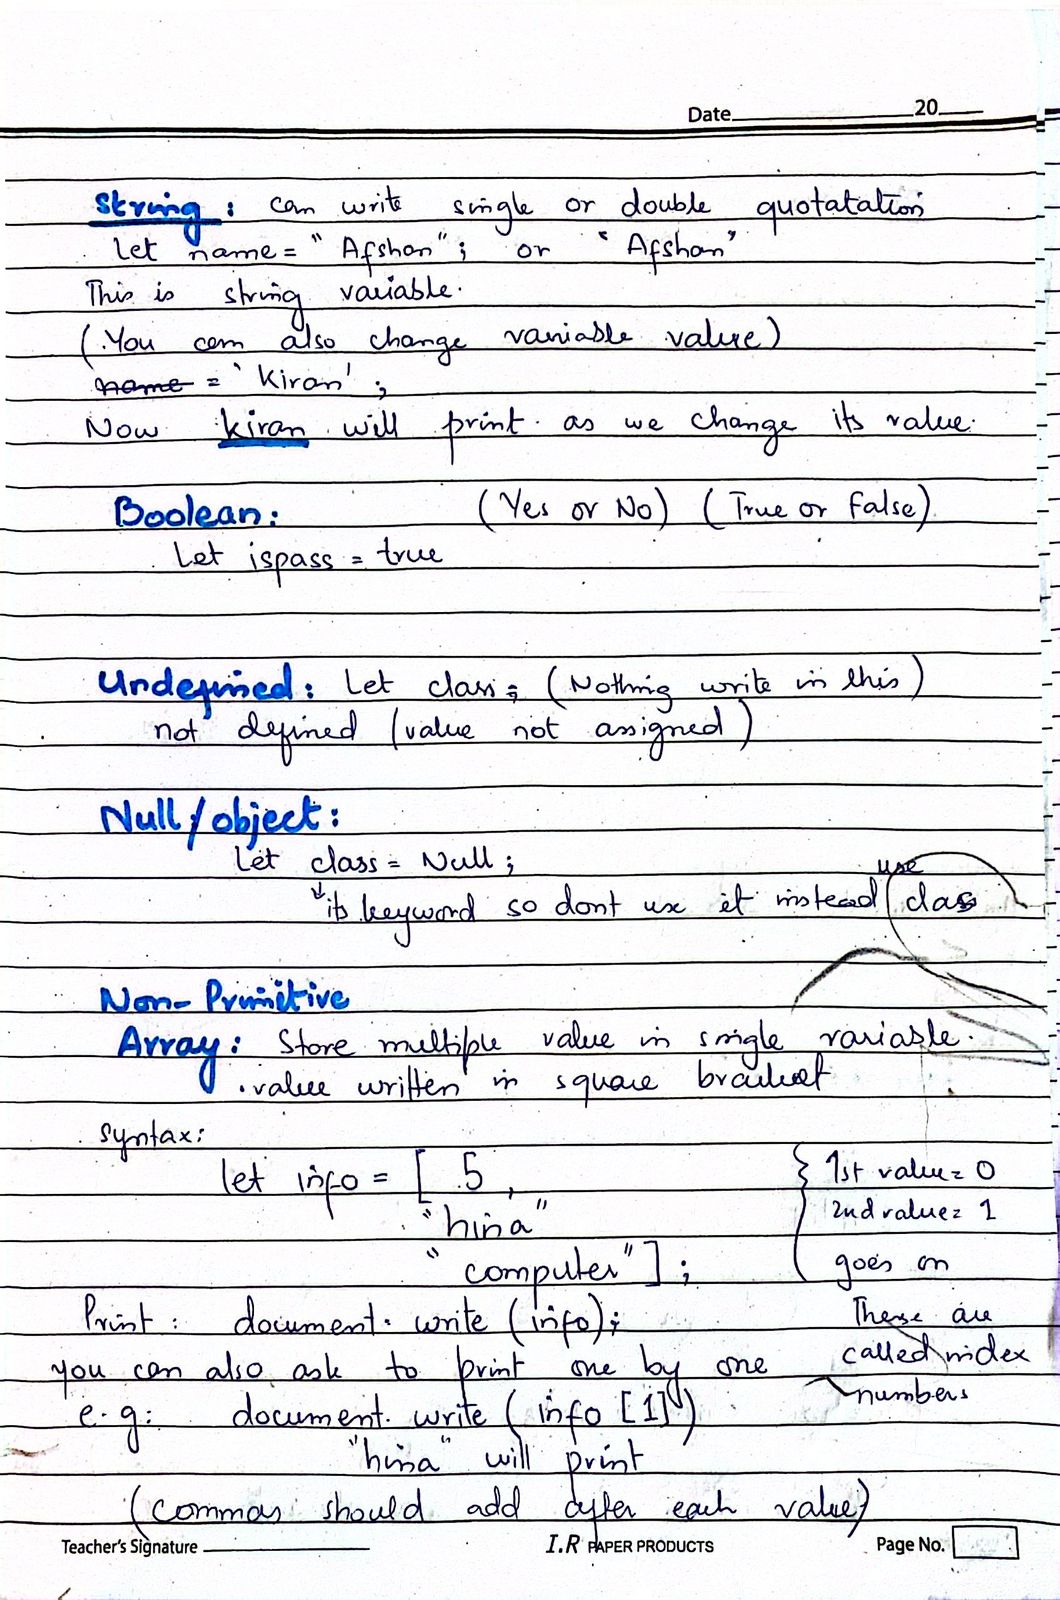 Date 20
String : can write single or double quotatation
Let name = "Afshan"; or 'Afshan'
This is string variable.
(You can also change variable value)
name = 'Kiran' ;
Now kiran will print as we change its value.
Boolean: (Yes or No) (True or False)
Let ispass = true
Undefined: Let class; (Nothing write in this)
not defined (value not assigned)
Null/object:
Let class = Null ;
use
its keyword so dont use it instead class
Non-Primitive
Array: Store multiple value in single variable.
.value written in square bracket
syntax:
let info = [ 5 ,
"hina"
"computer"] ;
1st value = 0
2nd value = 1
goes on
These are
called index
numbers
Print : document. write (info);
you can also ask to print one by one
e.g: document. write ( info [1])
"hina" will print
(Commas should add after each value)
Teacher's Signature I.R PAPER PRODUCTS Page No.